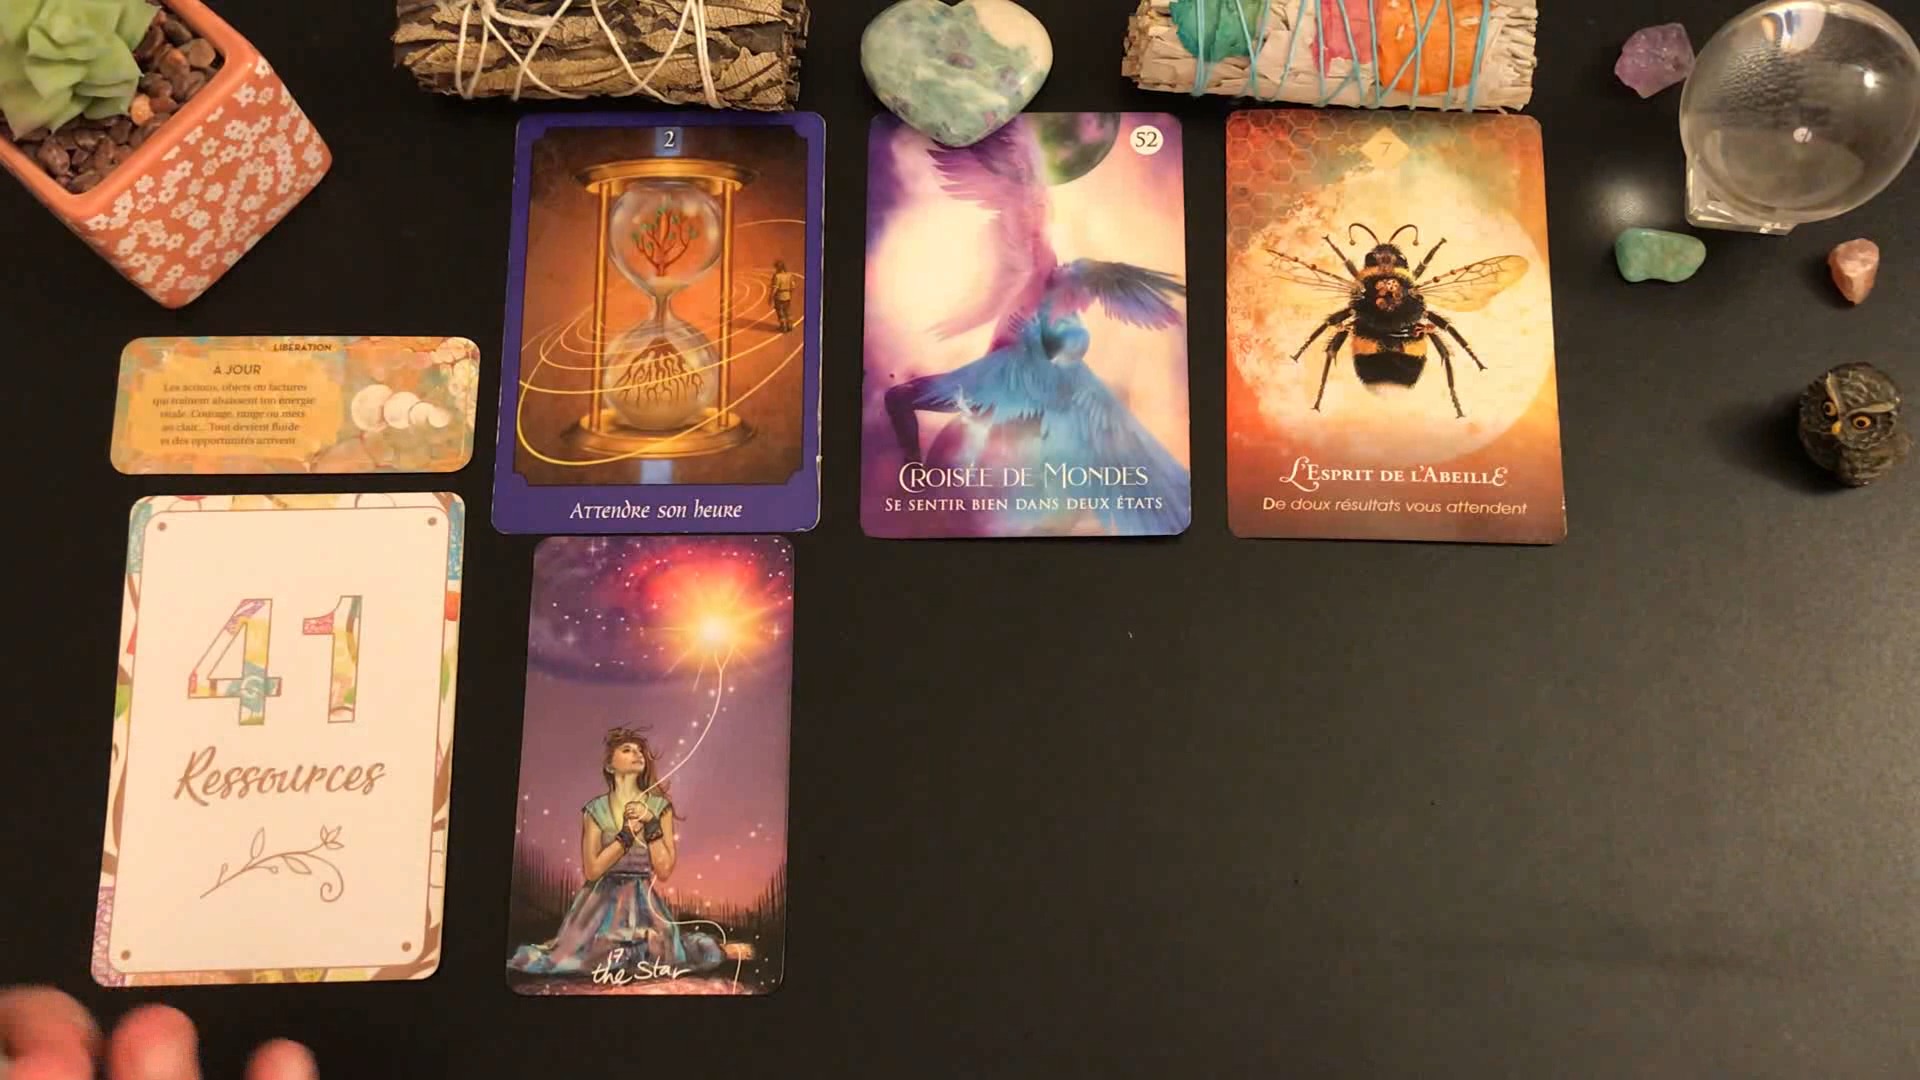 LIBÉRATION
À JOUR
Les actions, objets ou factures
qui traînent abaissent ton énergie
vitale. Courage, range ou mets
au clair... Tout devient fluide
et des opportunités arrivent
41
Ressources
2
Attendre son heure
17
the Star
52
Croisée de Mondes
Se sentir bien dans deux états
7
L'Esprit de l'Abeille
De doux résultats vous attendent